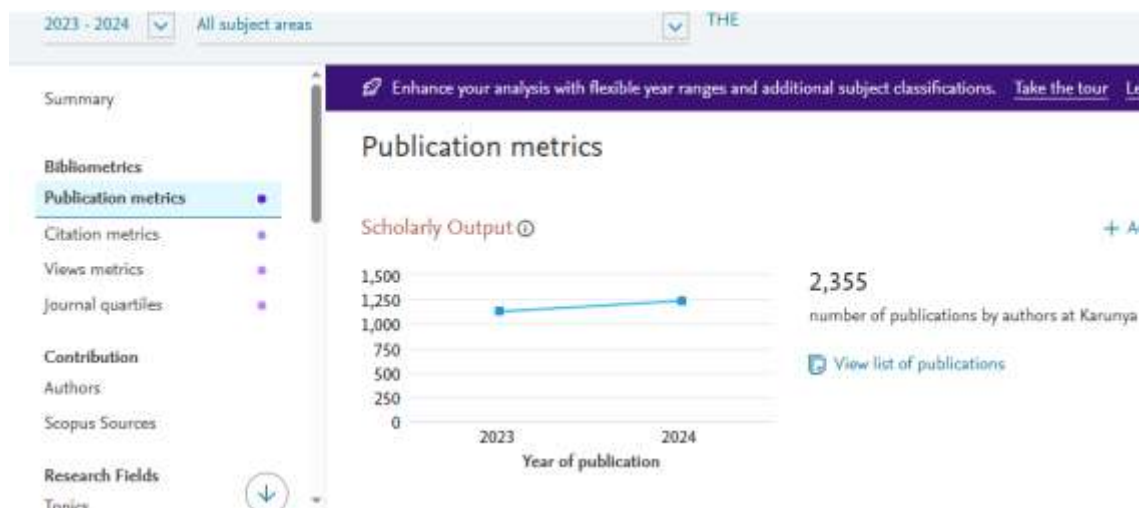 2023 - 2024 All subject areas THE
Summary
Bibliometrics
Publication metrics
Citation metrics
Views metrics
Journal quartiles
Contribution
Authors
Scopus Sources
Research Fields
Topics
Enhance your analysis with flexible year ranges and additional subject classifications. Take the tour Le
Publication metrics
Scholarly Output
+ A
1,500
1,250
1,000
750
500
250
0
2023 2024
Year of publication
2,355
number of publications by authors at Karunya
View list of publications